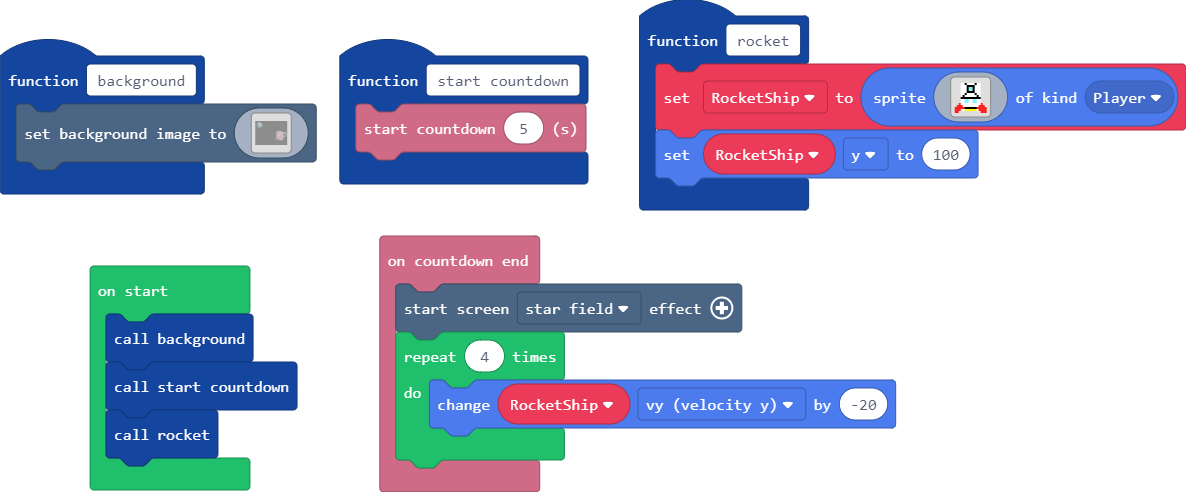 function background
set background image to
function start countdown
start countdown 5 (s)
function rocket
set RocketShip to sprite of kind Player
set RocketShip y to 100
on start
call background
call start countdown
call rocket
on countdown end
start screen star field effect
repeat 4 times
do change RocketShip vy (velocity y) by -20